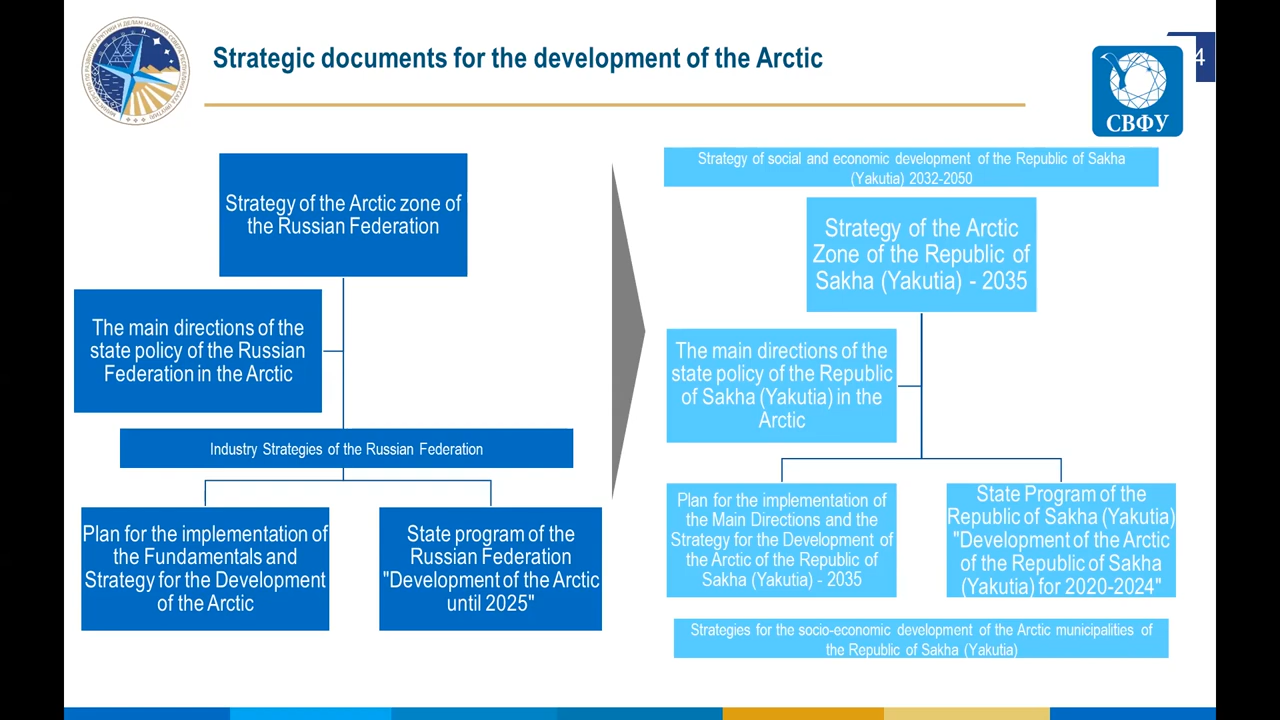 Strategic documents for the development of the Arctic
4
СВФУ
Strategy of the Arctic zone of
the Russian Federation
The main directions of the
state policy of the Russian
Federation in the Arctic
Industry Strategies of the Russian Federation
Plan for the implementation of
the Fundamentals and
Strategy for the Development
of the Arctic
State program of the
Russian Federation
"Development of the Arctic
until 2025"
Strategy of social and economic development of the Republic of Sakha
(Yakutia) 2032-2050
Strategy of the Arctic
Zone of the Republic of
Sakha (Yakutia) - 2035
The main directions of the
state policy of the Republic
of Sakha (Yakutia) in the
Arctic
Plan for the implementation of
the Main Directions and the
Strategy for the Development of
the Arctic of the Republic of
Sakha (Yakutia) - 2035
State Program of the
Republic of Sakha (Yakutia)
"Development of the Arctic
of the Republic of Sakha
(Yakutia) for 2020-2024"
Strategies for the socio-economic development of the Arctic municipalities of
the Republic of Sakha (Yakutia)